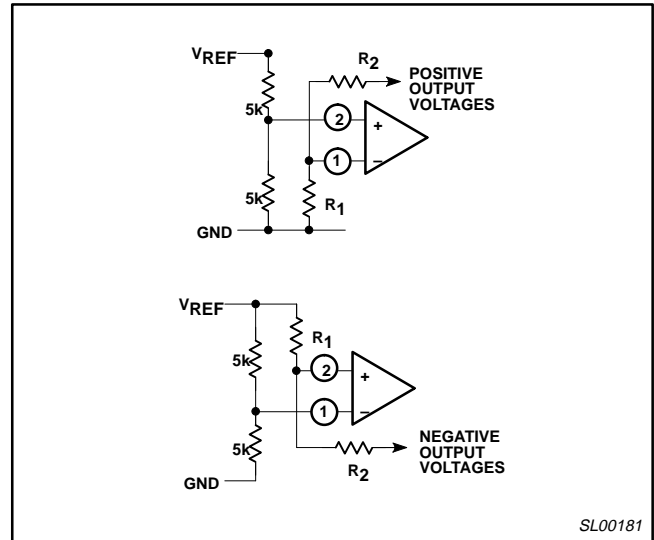 VREF
R2
POSITIVE
OUTPUT
VOLTAGES
5k
2
+
1
−
5k
R1
GND
VREF
R1
5k
2
+
1
−
5k
R2
NEGATIVE
OUTPUT
VOLTAGES
GND
SL00181